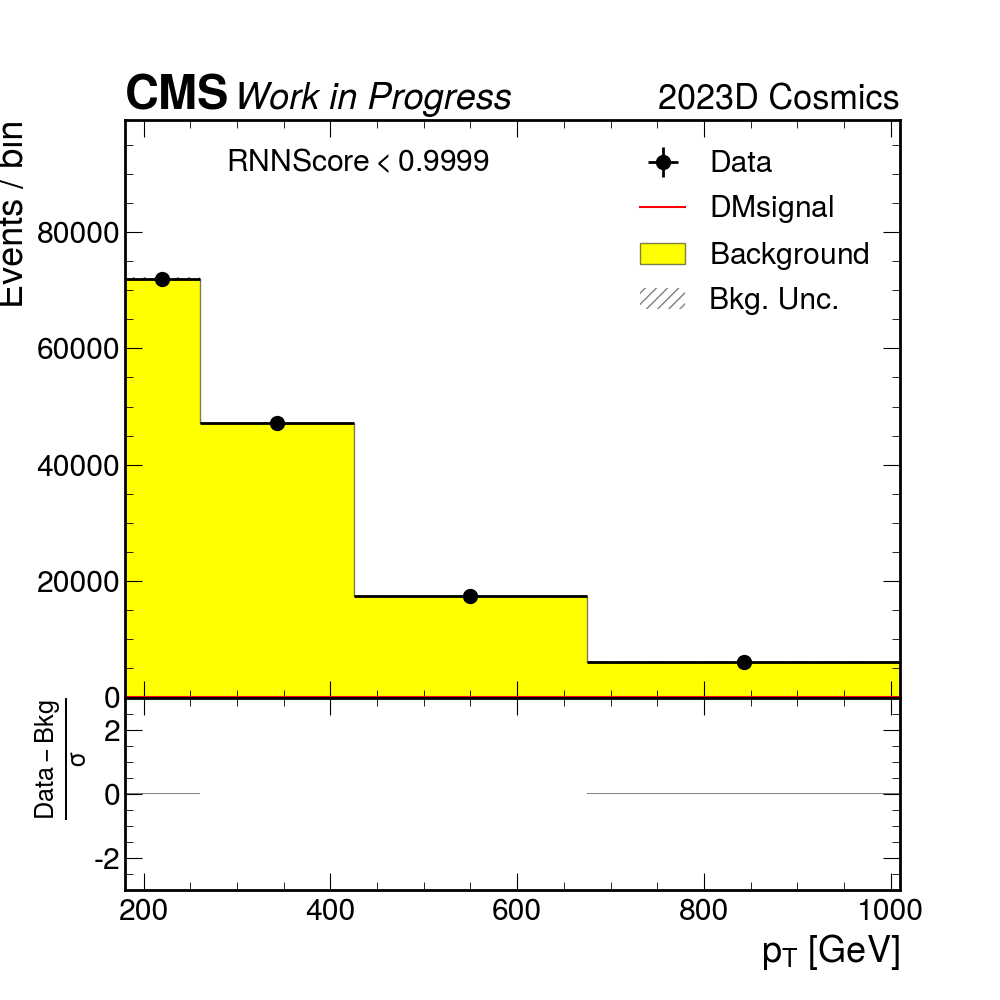 CMS Work in Progress 2023D Cosmics
Events / bin
RNNScore < 0.9999
Data
DMsignal
Background
Bkg. Unc.
80000
60000
40000
20000
0
Data – Bkg
σ
2
0
-2
200 400 600 800 1000
pT [GeV]